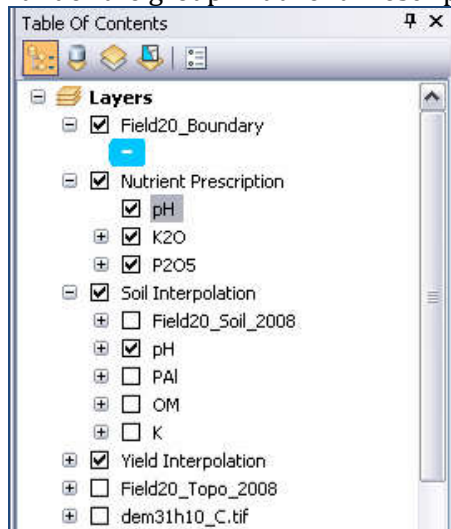 Table Of Contents
Layers
Field20_Boundary
Nutrient Prescription
pH
K2O
P2O5
Soil Interpolation
Field20_Soil_2008
pH
PAl
OM
K
Yield Interpolation
Field20_Topo_2008
dem31h10_C.tif